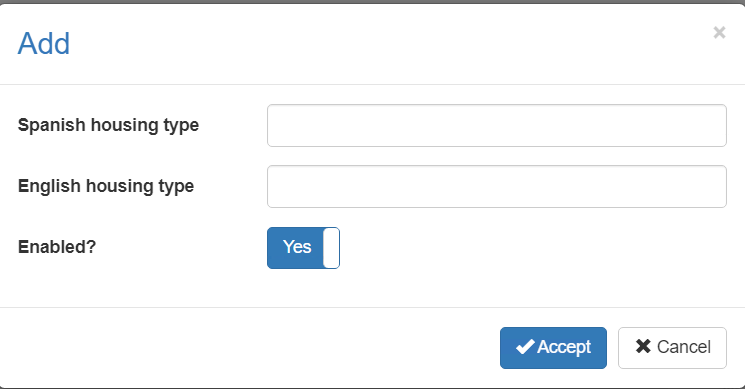 Add
×
Spanish housing type
English housing type
Enabled? Yes
Accept Cancel